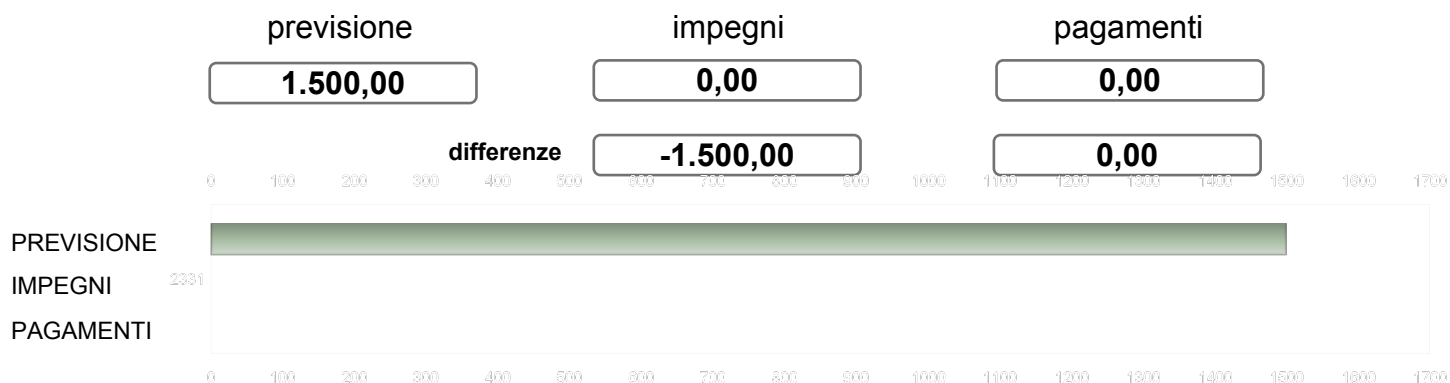 previsione impegni pagamenti
1.500,00 0,00 0,00
differenze -1.500,00 0,00
0 100 200 300 400 500 600 700 800 900 1000 1100 1200 1300 1400 1500 1600 1700
PREVISIONE
2331
IMPEGNI
PAGAMENTI
0 100 200 300 400 500 600 700 800 900 1000 1100 1200 1300 1400 1500 1600 1700